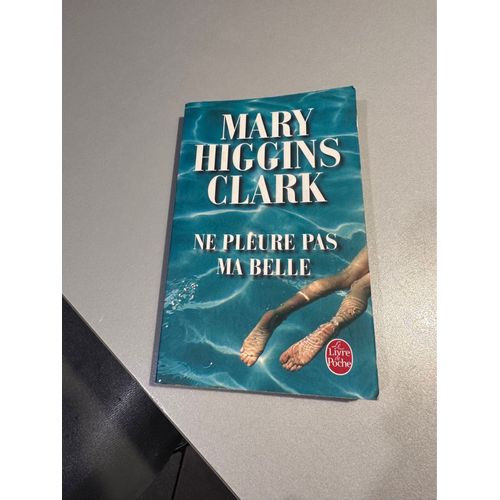 MARY
HIGGINS
CLARK
NE PLEURE PAS
MA BELLE
Le
Livre
de
Poche